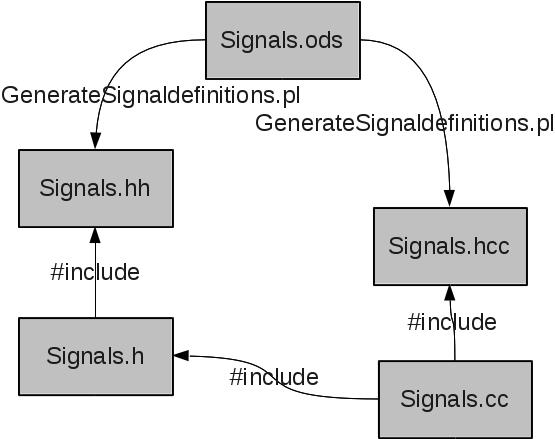 Signals.ods
GenerateSignaldefinitions.pl
GenerateSignaldefinitions.pl
Signals.hh
Signals.hcc
#include
#include
Signals.h
#include
Signals.cc